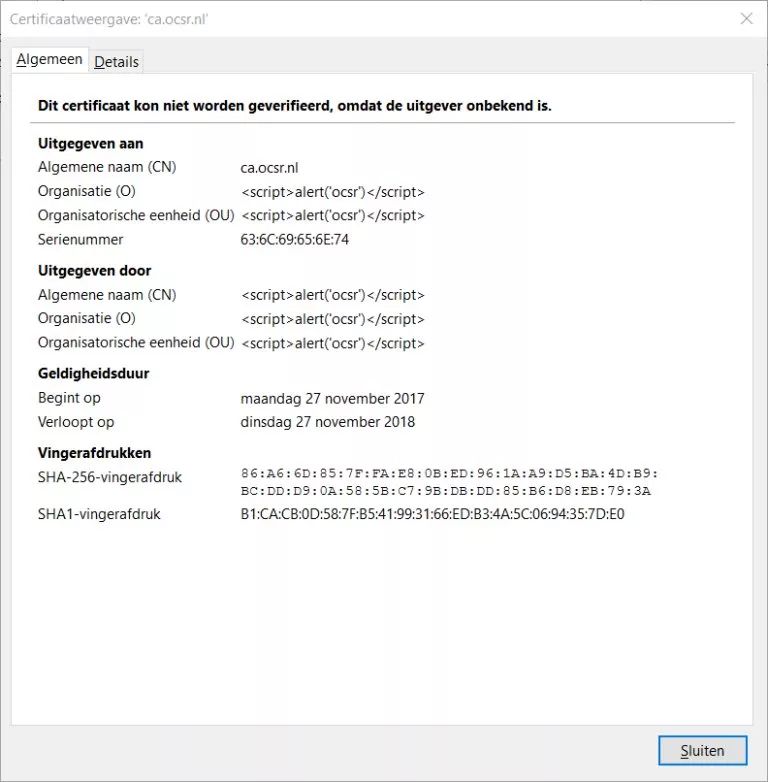 Certificaatweergave: 'ca.ocsr.nl'
Algemeen Details
Dit certificaat kon niet worden geverifieerd, omdat de uitgever onbekend is.
Uitgegeven aan
Algemene naam (CN) ca.ocsr.nl
Organisatie (O) <script>alert('ocsr')</script>
Organisatorische eenheid (OU) <script>alert('ocsr')</script>
Serienummer 63:6C:69:65:6E:74
Uitgegeven door
Algemene naam (CN) <script>alert('ocsr')</script>
Organisatie (O) <script>alert('ocsr')</script>
Organisatorische eenheid (OU) <script>alert('ocsr')</script>
Geldigheidsduur
Begint op maandag 27 november 2017
Verloopt op dinsdag 27 november 2018
Vingerafdrukken
SHA-256-vingerafdruk 86:A6:6D:85:7F:FA:E8:0B:ED:96:1A:A9:D5:BA:4D:B9:
BC:DD:D9:0A:58:5B:C7:9B:DB:DD:85:B6:D8:EB:79:3A
SHA1-vingerafdruk B1:CA:CB:0D:58:7F:B5:41:99:31:66:ED:B3:4A:5C:06:94:35:7D:E0
Sluiten